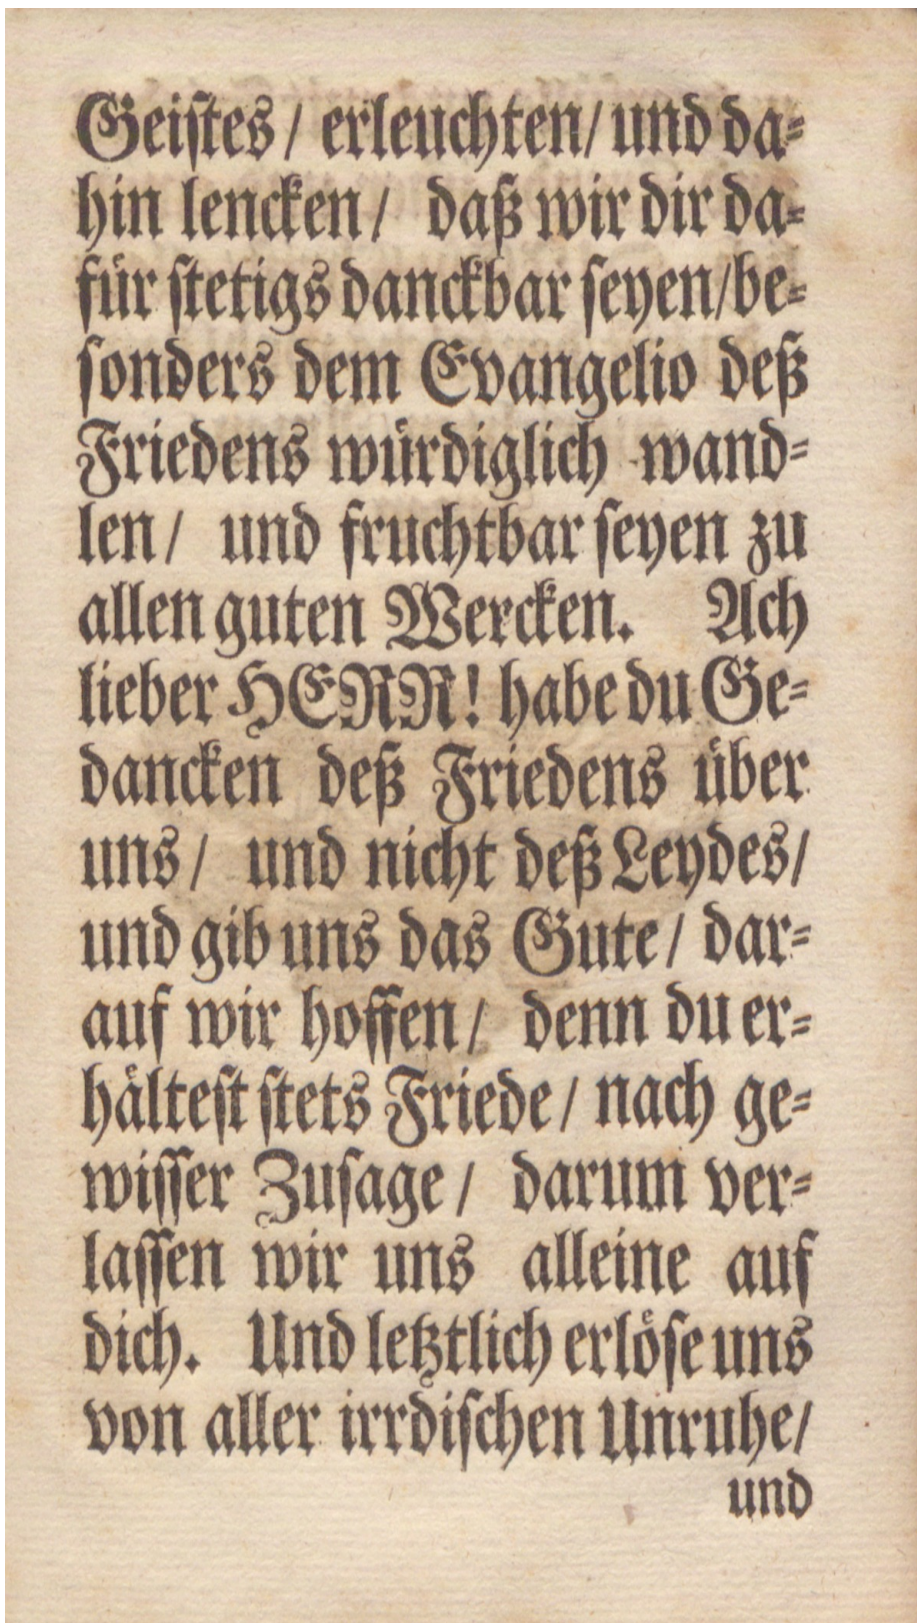 Geiſtes / erleuchten / und da⸗
hin lencken / daß wir dir da⸗
für ſtetigs danckbar ſeyen / be⸗
ſonders dem Evangelio deß
Friedens würdiglich wand⸗
len / und fruchtbar ſeyen zu
allen guten Wercken. Ach
lieber HERR! habe du Ge⸗
dancken deß Friedens über
uns / und nicht deß Leydes /
und gib uns das Gute / dar⸗
auf wir hoffen / denn du er⸗
hälteſt ſtets Friede / nach ge⸗
wiſſer Zuſage / darum ver⸗
laſſen wir uns alleine auf
dich. Und letztlich erlöſe uns
von aller irrdiſchen Unruhe /
und